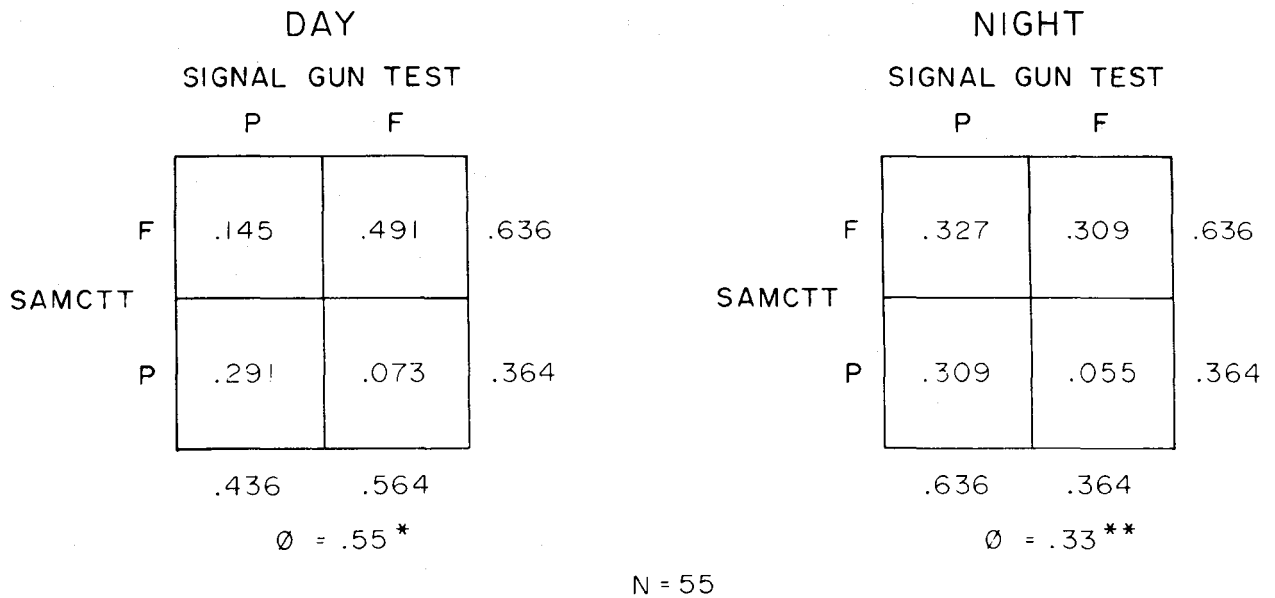 DAY
SIGNAL GUN TEST
P F
F .145 .491 .636
SAMCTT
P .291 .073 .364
.436 .564
Ø = .55*
NIGHT
SIGNAL GUN TEST
P F
F .327 .309 .636
SAMCTT
P .309 .055 .364
.636 .364
Ø = .33**
N = 55